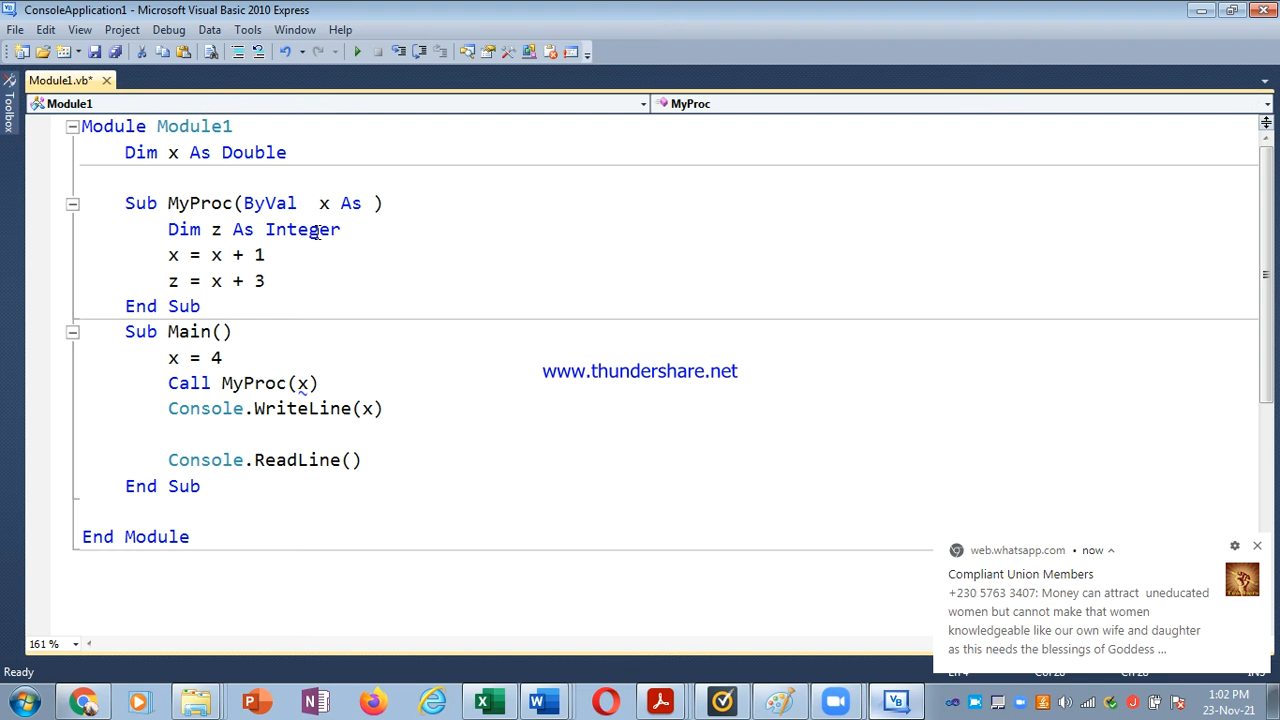 ConsoleApplication1 - Microsoft Visual Basic 2010 Express
File Edit View Project Debug Data Tools Window Help
Module1.vb*
Toolbox
Module1 MyProc
Module Module1
Dim x As Double
Sub MyProc(ByVal  x As )
Dim z As Integer
x = x + 1
z = x + 3
End Sub
Sub Main()
x = 4
Call MyProc(x)
Console.WriteLine(x)
Console.ReadLine()
End Sub
End Module
www.thundershare.net
web.whatsapp.com • now
Compliant Union Members
+230 5763 3407: Money can attract uneducated
women but cannot make that women
knowledgeable like our own wife and daughter
as this needs the blessings of Goddess ...
161 %
Ready
1:02 PM
23-Nov-21